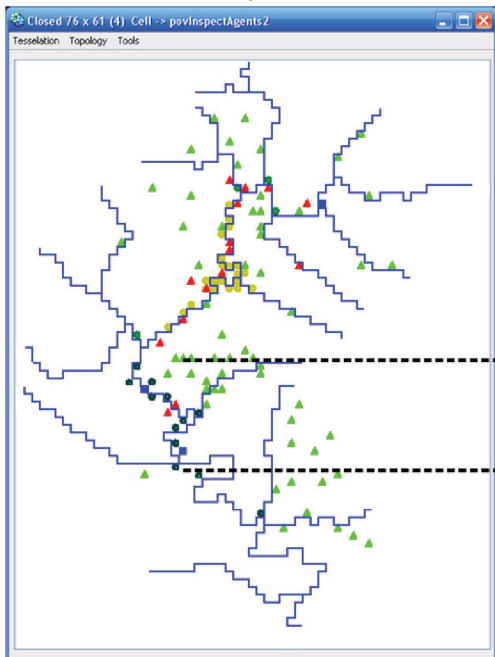 Closed 76 x 61 (4) Cell -> povInspectAgents2
Tesselation Topology Tools